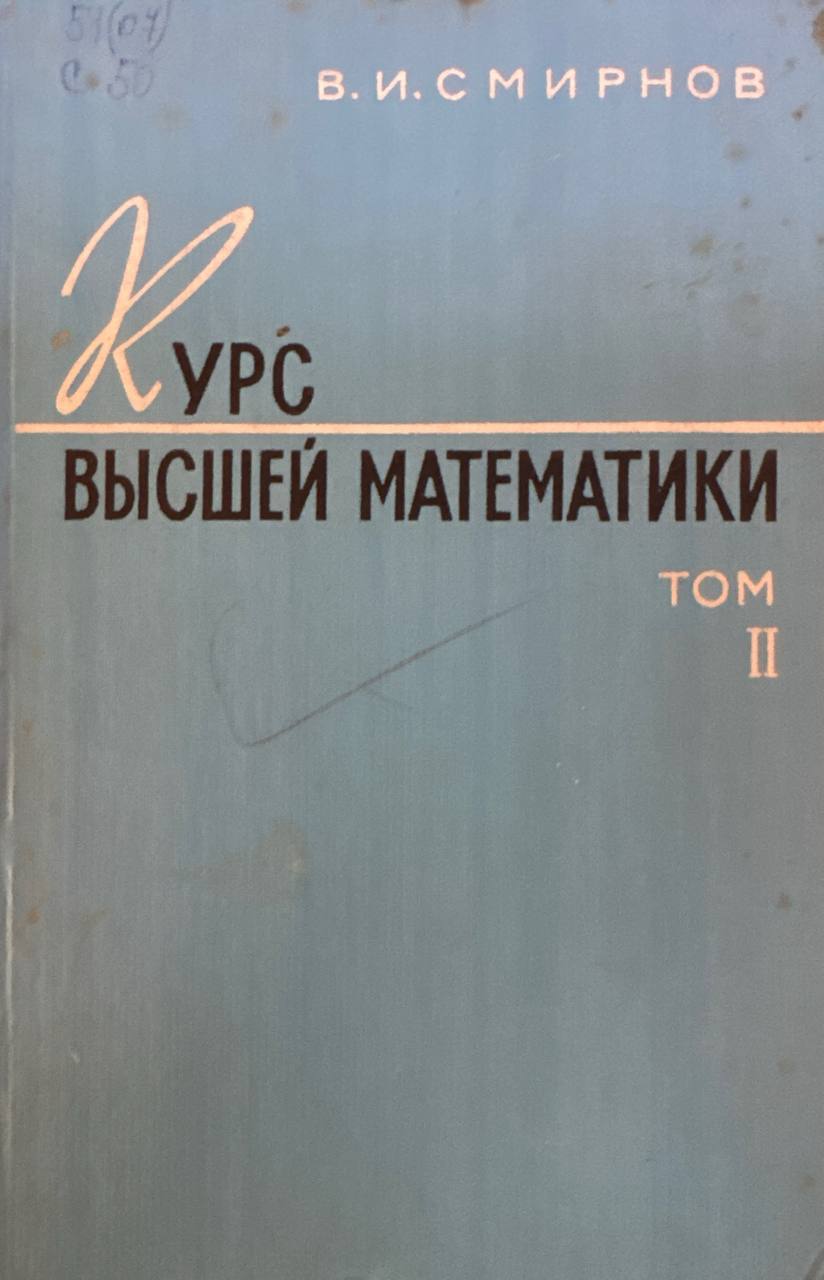 51(07)
С 50
В. И. СМИРНОВ
КУРС
ВЫСШЕЙ МАТЕМАТИКИ
ТОМ
II